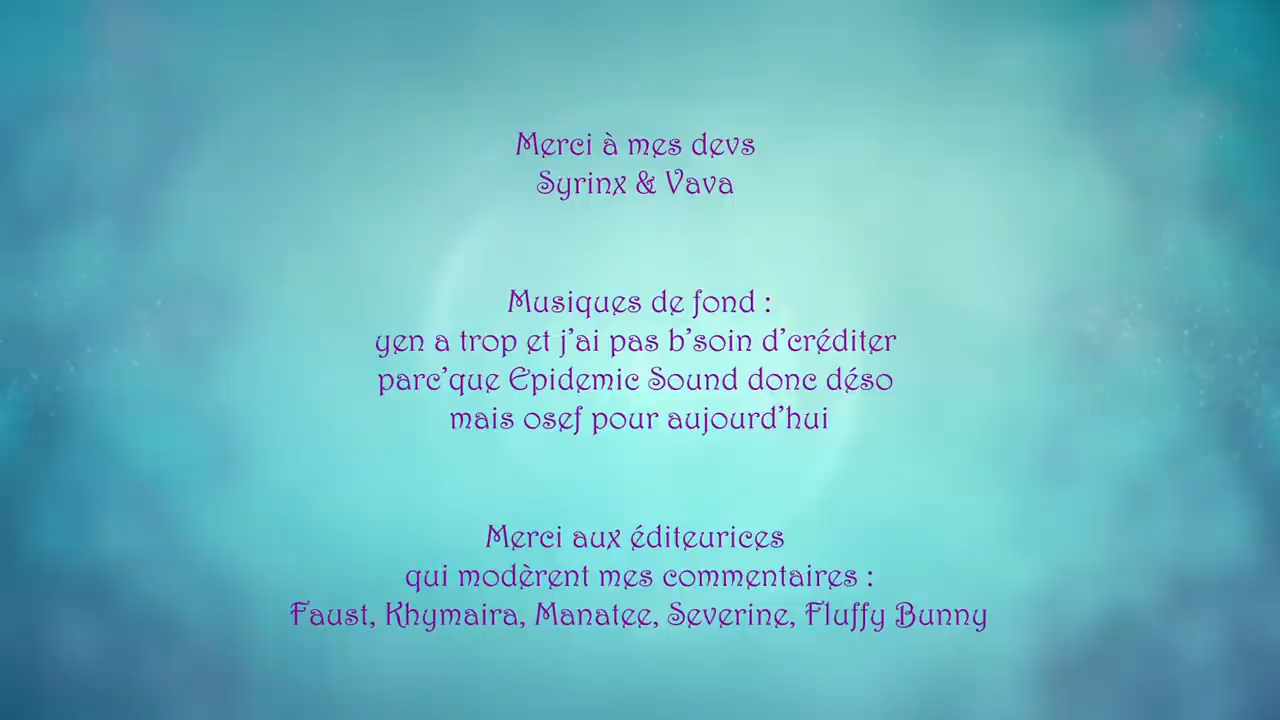 Merci à mes devs
Syrinx & Vava
Musiques de fond :
yen a trop et j'ai pas b'soin d'créditer
parc'que Epidemic Sound donc déso
mais osef pour aujourd'hui
Merci aux éditeurices
qui modèrent mes commentaires :
Faust, Khymaira, Manatee, Severine, Fluffy Bunny